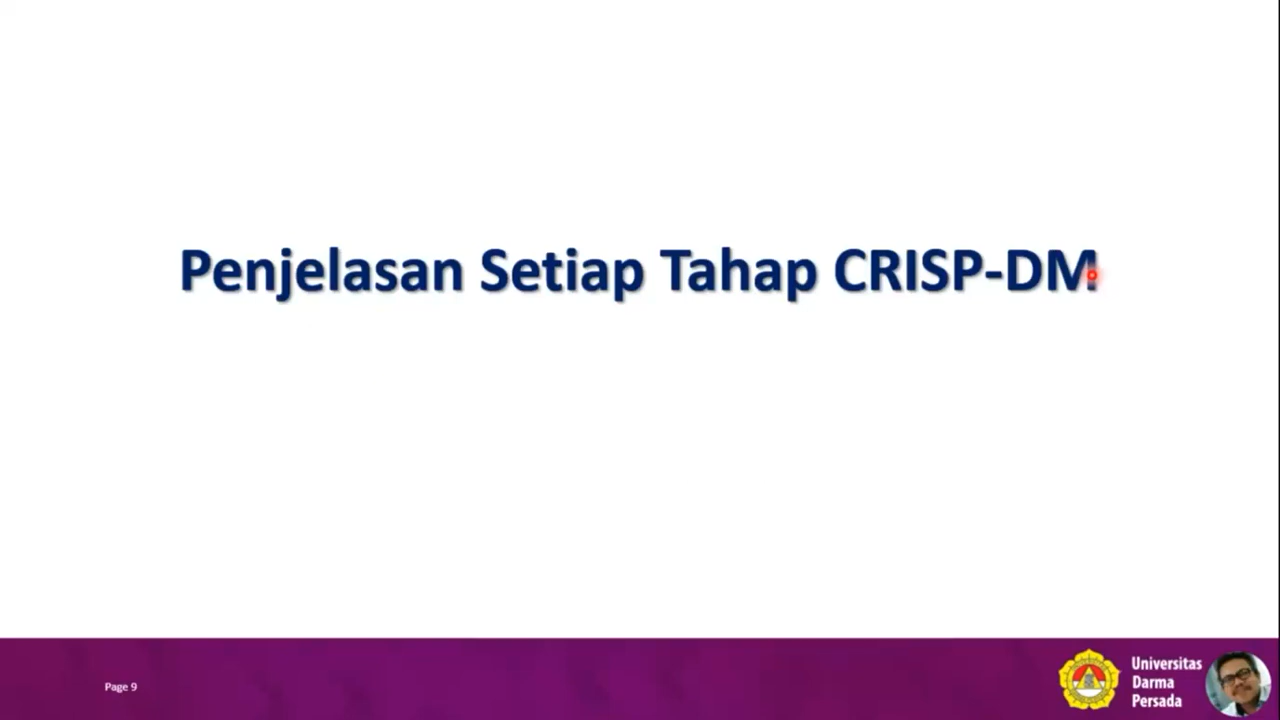 Penjelasan Setiap Tahap CRISP-DM
Page 9
Universitas
Darma
Persada